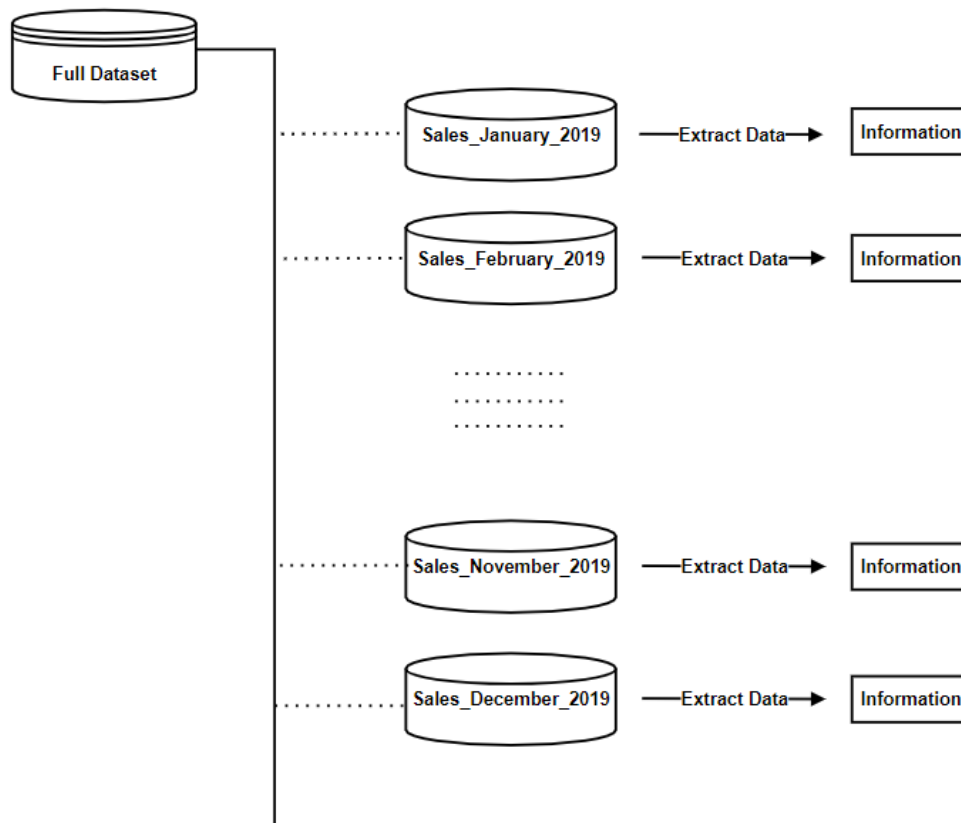 Full Dataset
Sales_January_2019
Extract Data
Information
Sales_February_2019
Extract Data
Information
Sales_November_2019
Extract Data
Information
Sales_December_2019
Extract Data
Information